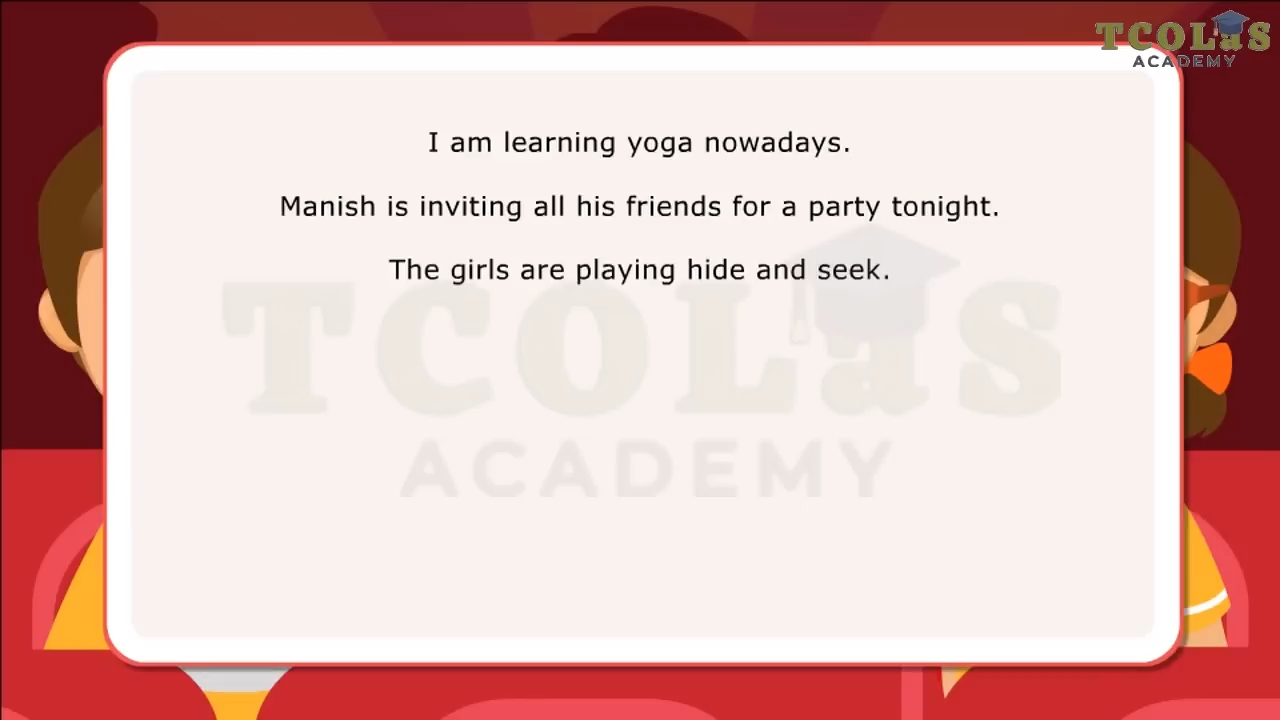 TCOLaS
ACADEMY
I am learning yoga nowadays.
Manish is inviting all his friends for a party tonight.
The girls are playing hide and seek.
TCOLaS
ACADEMY